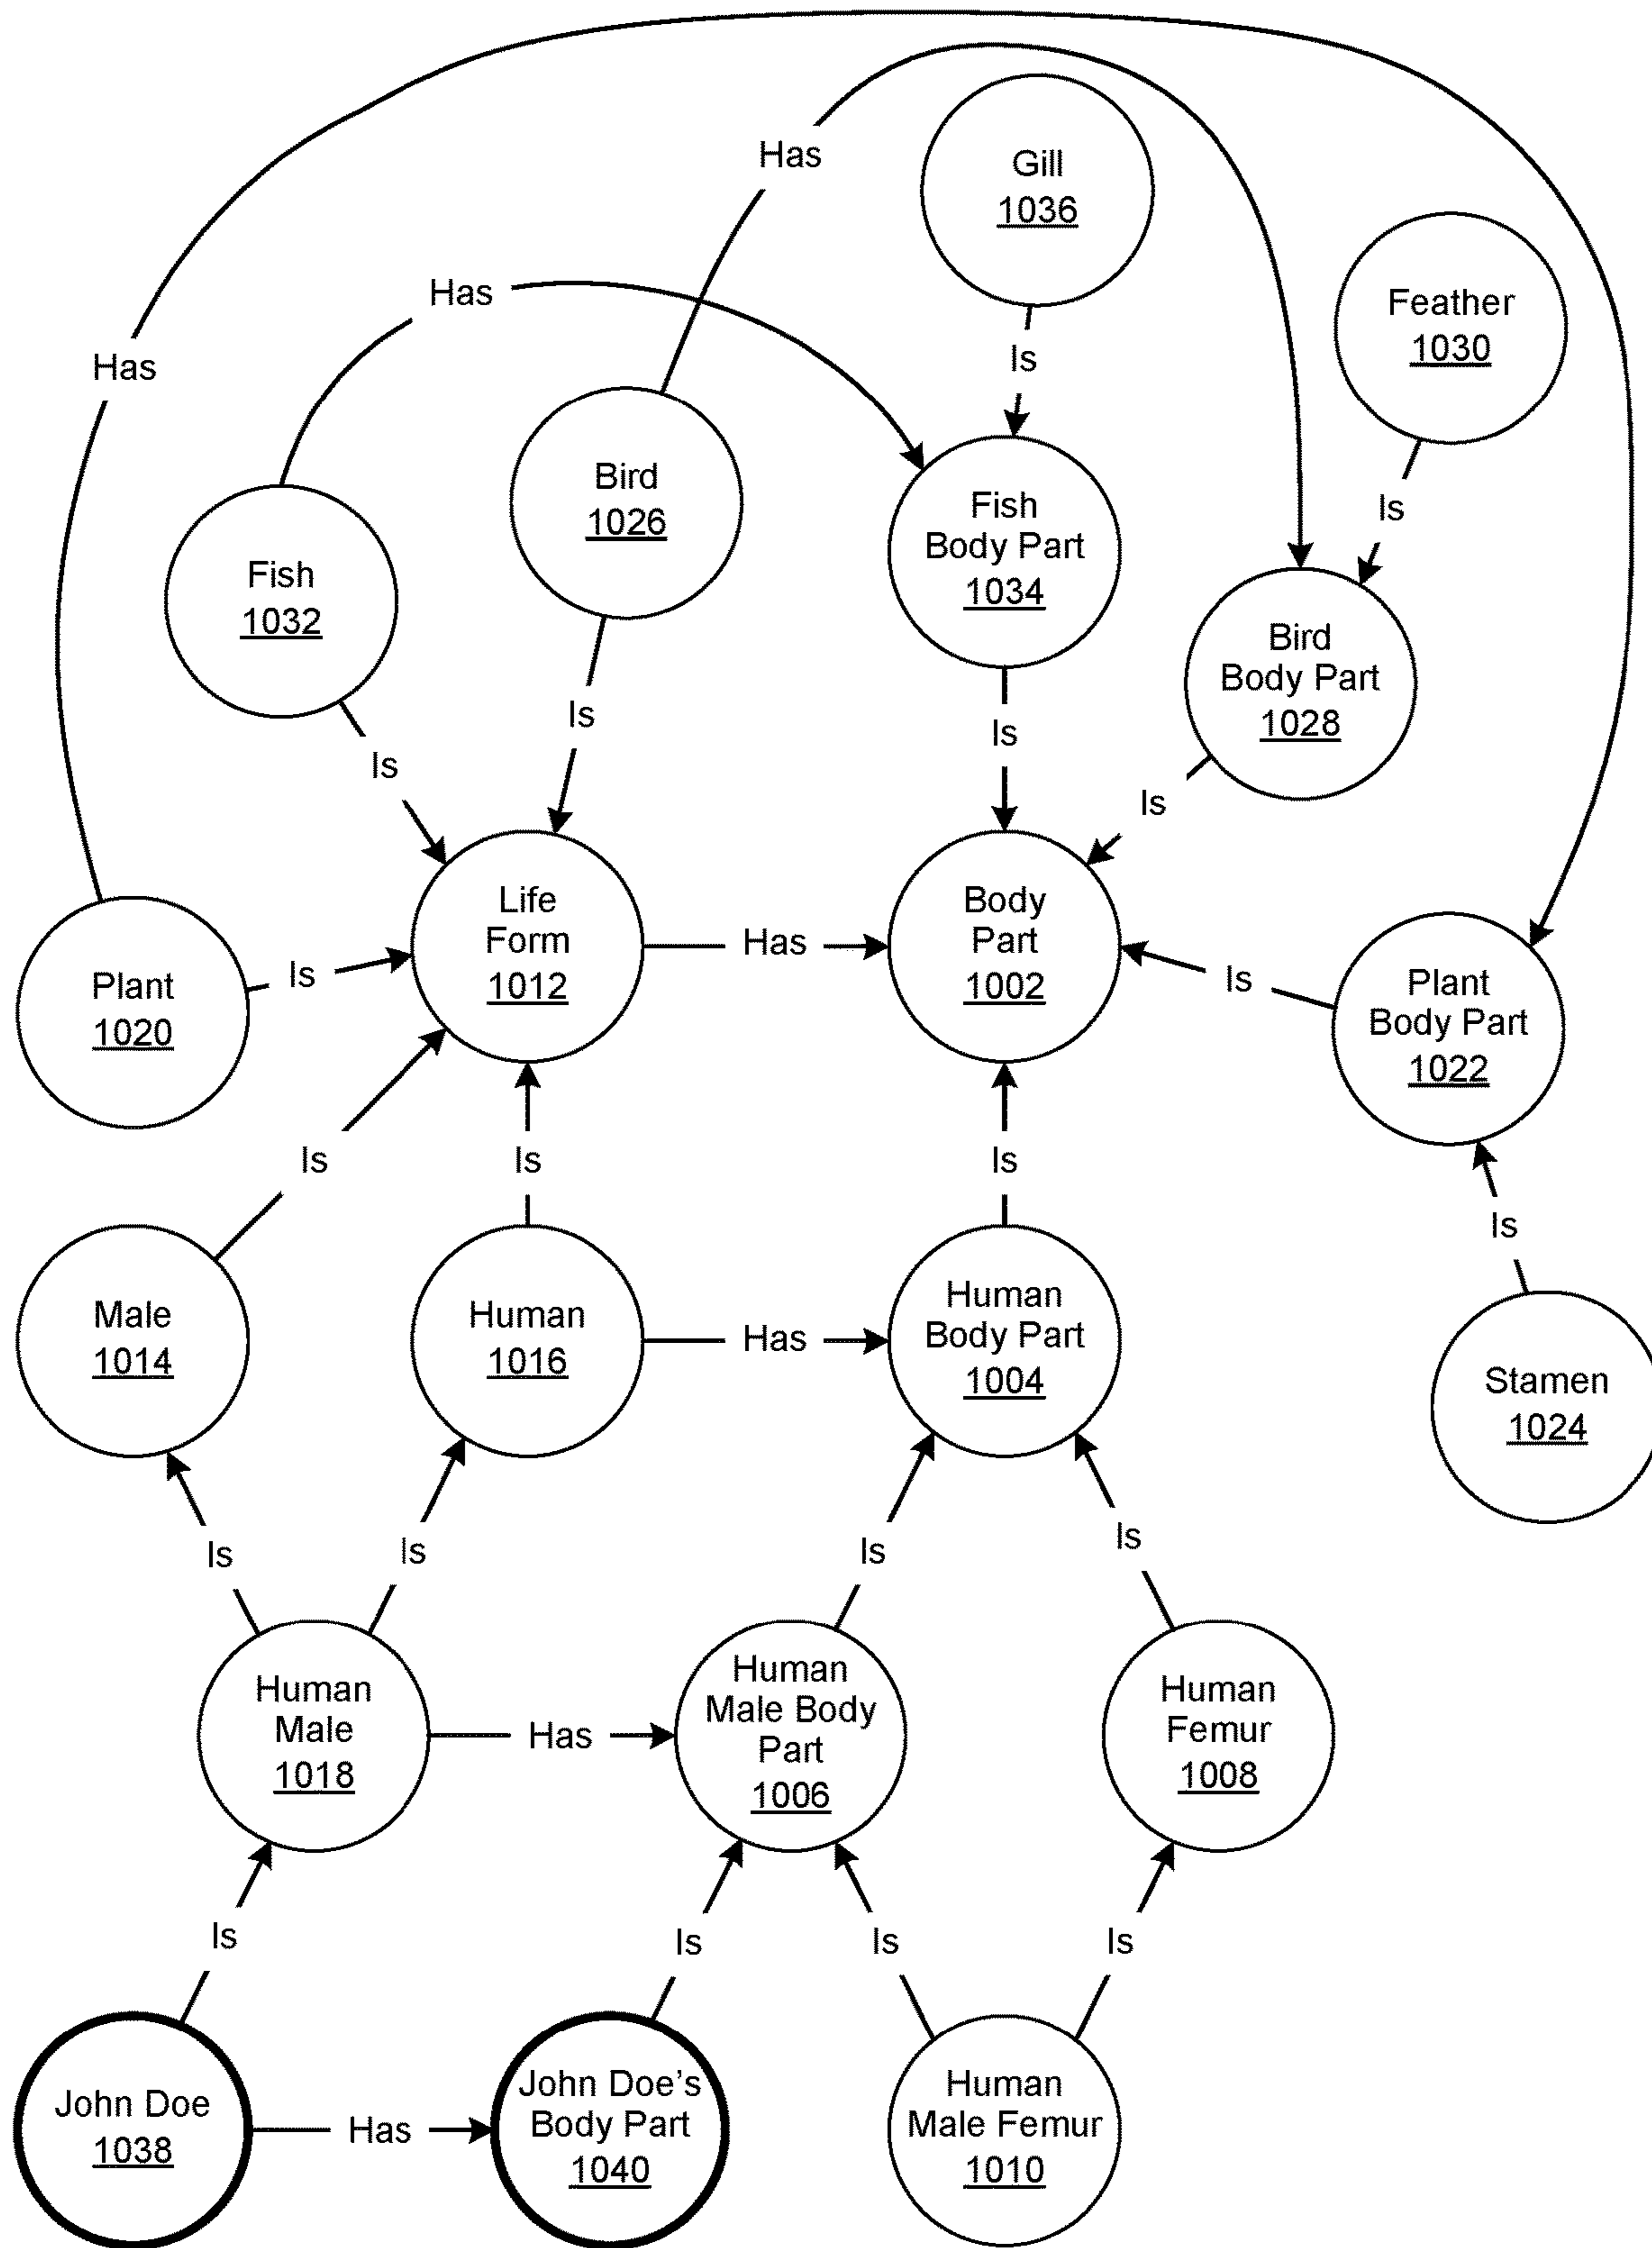 Has
Gill
1036
Has
Feather
1030
Is
Has
Bird
1026
Fish
Body Part
1034
Is
Fish
1032
Bird
Body Part
1028
Is
Is
Is
Is
Life
Form
1012
Has
Body
Part
1002
Plant
1020
Is
Is
Plant
Body Part
1022
Is
Is
Is
Is
Male
1014
Human
1016
Has
Human
Body Part
1004
Stamen
1024
Is
Is
Is
Is
Human
Male
1018
Has
Human
Male Body
Part
1006
Human
Femur
1008
Is
Is
Is
Is
John Doe
1038
Has
John Doe’s
Body Part
1040
Human
Male Femur
1010